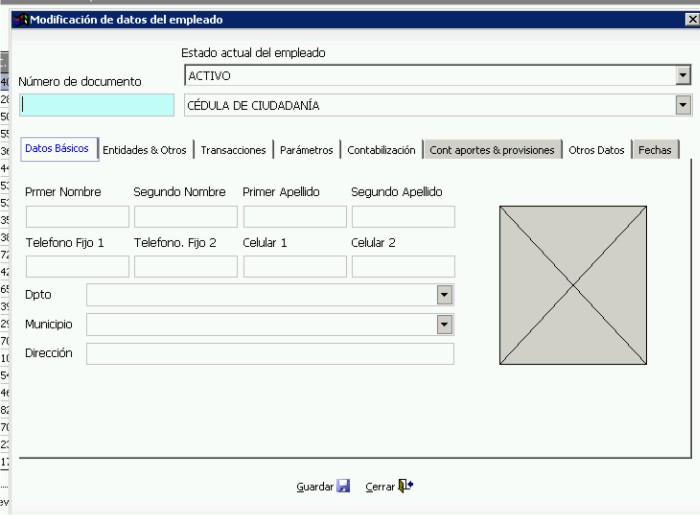 Modificación de datos del empleado
Estado actual del empleado
Número de documento
ACTIVO
CÉDULA DE CIUDADANÍA
Datos Básicos Entidades & Otros Transacciones Parámetros Contabilización Cont aportes & provisiones Otros Datos Fechas
Prmer Nombre Segundo Nombre Primer Apellido Segundo Apellido
Telefono Fijo 1 Telefono. Fijo 2 Celular 1 Celular 2
Dpto
Municipio
Dirección
Guardar Cerrar